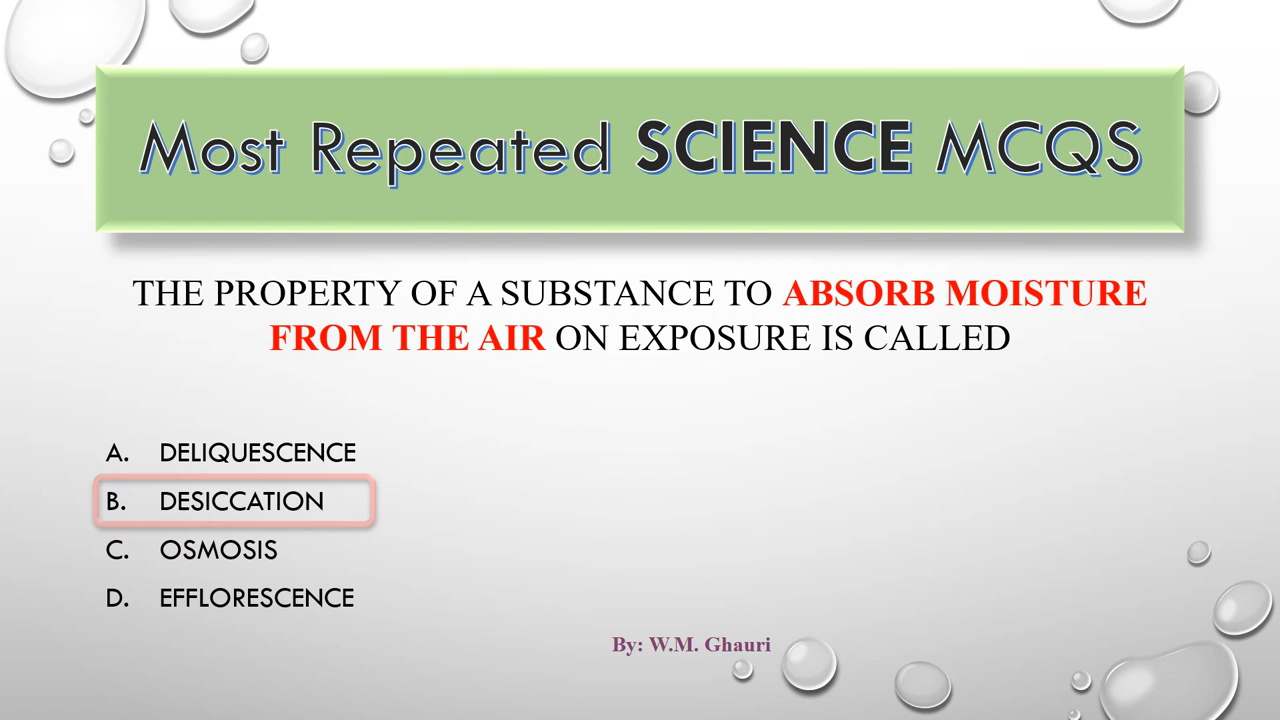 Most Repeated SCIENCE MCQS
THE PROPERTY OF A SUBSTANCE TO ABSORB MOISTURE
FROM THE AIR ON EXPOSURE IS CALLED
A. DELIQUESCENCE
B. DESICCATION
C. OSMOSIS
D. EFFLORESCENCE
By: W.M. Ghauri